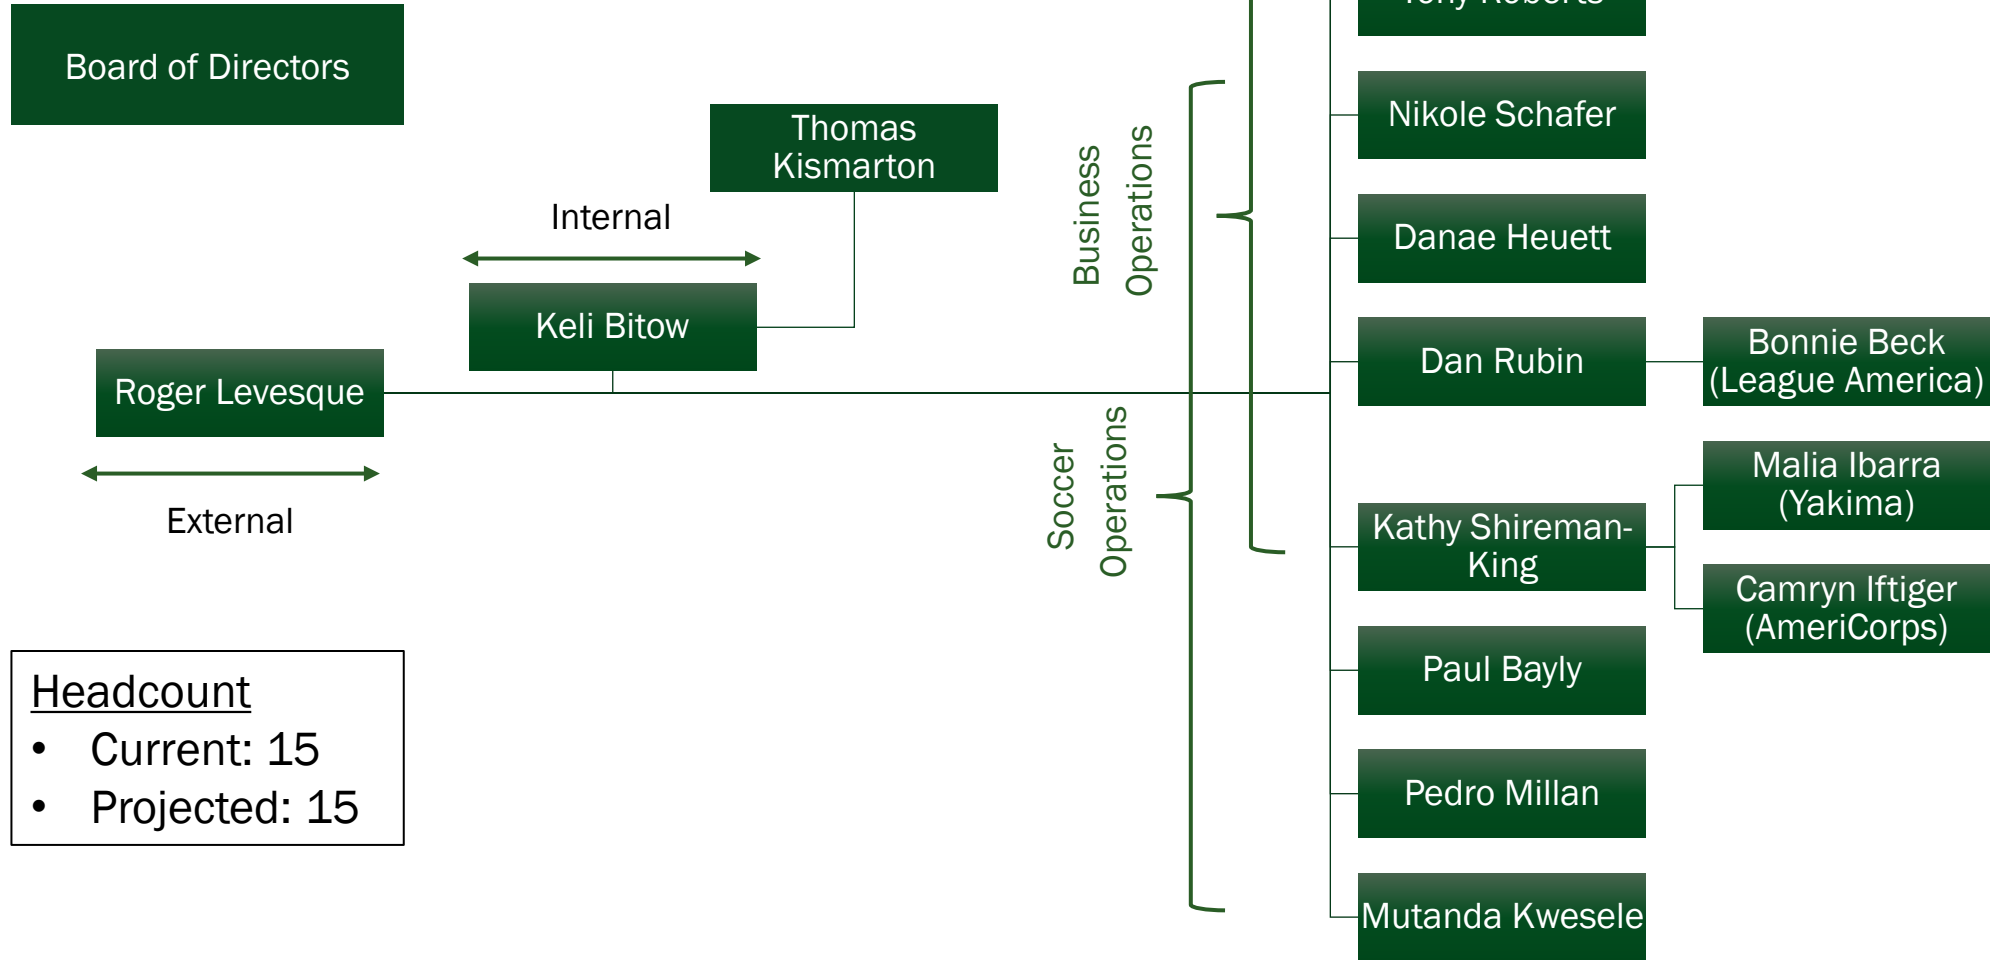 Board of Directors
Thomas
Kismarton
Internal
Keli Bitow
Roger Levesque
External
Headcount
• Current: 15
• Projected: 15
Business
Operations
Soccer
Operations
Tony Roberts
Nikole Schafer
Danae Heuett
Dan Rubin
Bonnie Beck
(League America)
Malia Ibarra
(Yakima)
Kathy Shireman-
King
Camryn Iftiger
(AmeriCorps)
Paul Bayly
Pedro Millan
Mutanda Kwesele